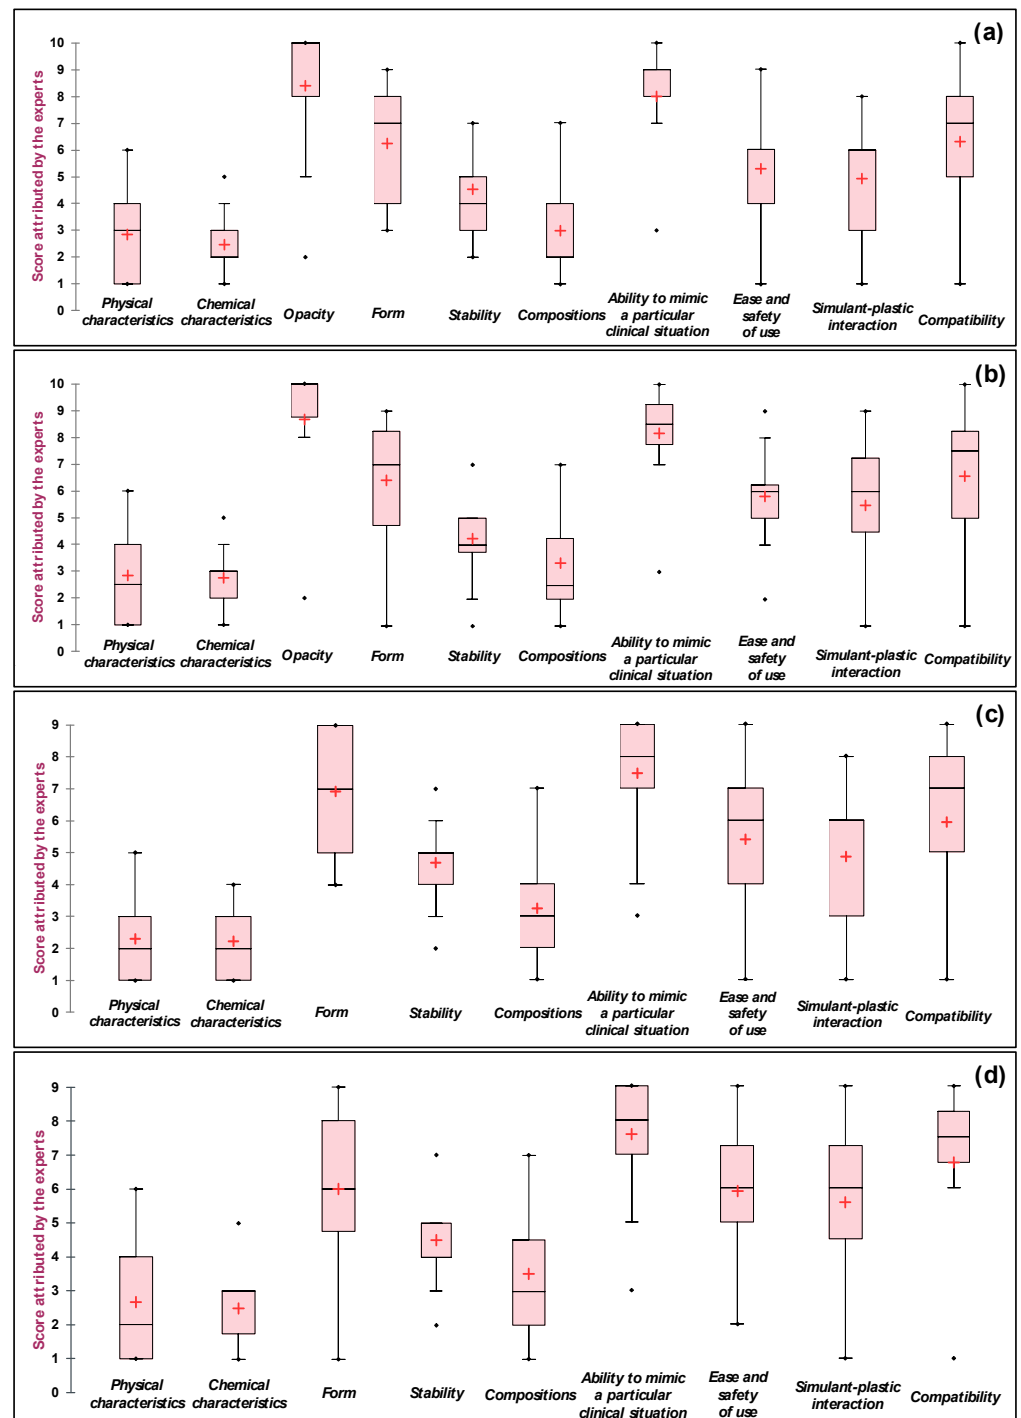 (a)
Score attributed by the experts
10
9
8
7
6
5
4
3
2
1
0
Physical
characteristics
Chemical
characteristics
Opacity
Form
Stability
Compositions
Ability to mimic
a particular
clinical situation
Ease and
safety
of use
Simulant-plastic
interaction
Compatibility
(b)
Score attributed by the experts
10
9
8
7
6
5
4
3
2
1
0
Physical
characteristics
Chemical
characteristics
Opacity
Form
Stability
Compositions
Ability to mimic
a particular
clinical situation
Ease and
safety
of use
Simulant-plastic
interaction
Compatibility
(c)
Score attributed by the experts
9
8
7
6
5
4
3
2
1
0
Physical
characteristics
Chemical
characteristics
Form
Stability
Compositions
Ability to mimic
a particular
clinical situation
Ease and
safety
of use
Simulant-plastic
interaction
Compatibility
(d)
Score attributed by the experts
9
8
7
6
5
4
3
2
1
0
Physical
characteristics
Chemical
characteristics
Form
Stability
Compositions
Ability to mimic
a particular
clinical situation
Ease and
safety
of use
Simulant-plastic
interaction
Compatibility